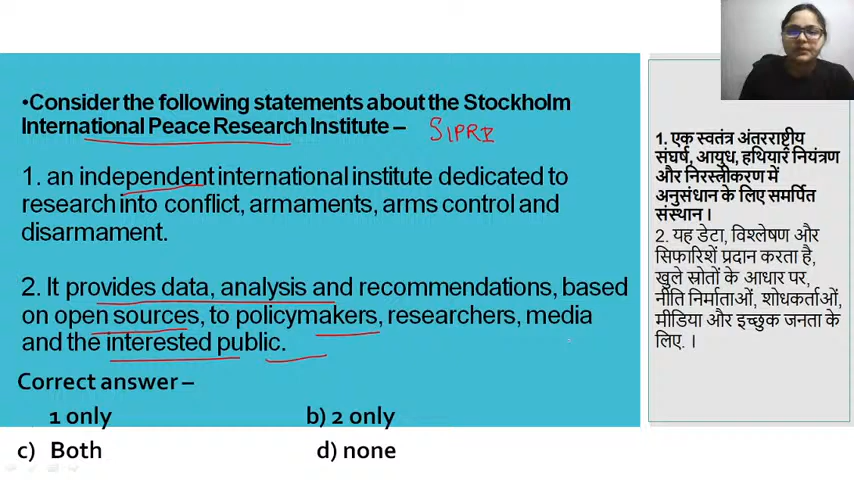 •Consider the following statements about the Stockholm
International Peace Research Institute – SIPRI
1. an independent international institute dedicated to
research into conflict, armaments, arms control and
disarmament.
2. It provides data, analysis and recommendations, based
on open sources, to policymakers, researchers, media
and the interested public.
Correct answer –
1 only b) 2 only
c) Both d) none
1. एक स्वतंत्र अंतरराष्ट्रीय
संघर्ष, आयुध, हथियार नियंत्रण
और निरस्त्रीकरण में
अनुसंधान के लिए समर्पित
संस्थान ।
2. यह डेटा, विश्लेषण और
सिफारिशें प्रदान करता है,
खुले स्रोतों के आधार पर,
नीति निर्माताओं, शोधकर्ताओं,
मीडिया और इच्छुक जनता के
लिए. ।